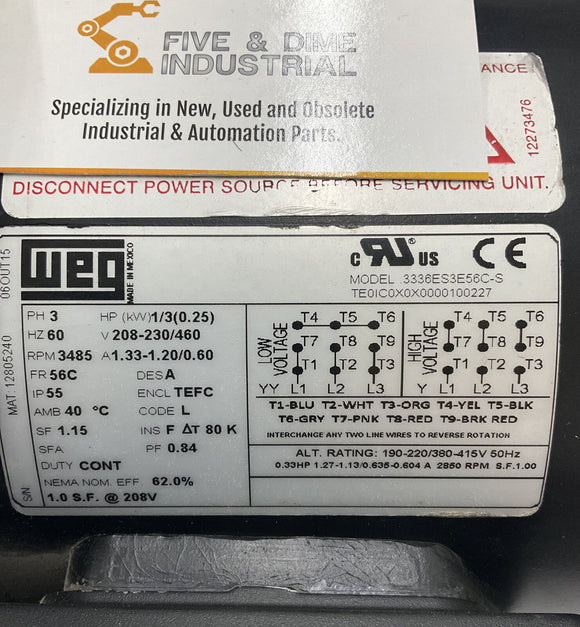 FIVE & DIME
INDUSTRIAL
Specializing in New, Used and Obsolete
Industrial & Automation Parts.
ANCE
12273476
DISCONNECT POWER SOURCE BEFORE SERVICING UNIT.
06OUT15
MAT: 12805240
S/N
weg
MADE IN MEXICO
c RU US CE
MODEL .3336ES3E56C-S
TE0IC0X0X0000100227
PH 3 HP (kW) 1/3(0.25)
HZ 60 V 208-230/460
RPM 3485 A 1.33-1.20/0.60
FR 56C DES A
IP 55 ENCL TEFC
AMB 40 °C CODE L
SF 1.15 INS F ΔT 80 K
SFA PF 0.84
DUTY CONT
NEMA NOM. EFF. 62.0%
1.0 S.F. @ 208V
LOW VOLTAGE
T4 T5 T6
T7 T8 T9
T1 T2 T3
YY L1 L2 L3
HIGH VOLTAGE
T4 T5 T6
T7 T8 T9
T1 T2 T3
Y L1 L2 L3
T1-BLU T2-WHT T3-ORG T4-YEL T5-BLK
T6-GRY T7-PNK T8-RED T9-BRK RED
INTERCHANGE ANY TWO LINE WIRES TO REVERSE ROTATION
ALT. RATING: 190-220/380-415V 50Hz
0.33HP 1.27-1.13/0.635-0.604 A 2850 RPM S.F.1.00